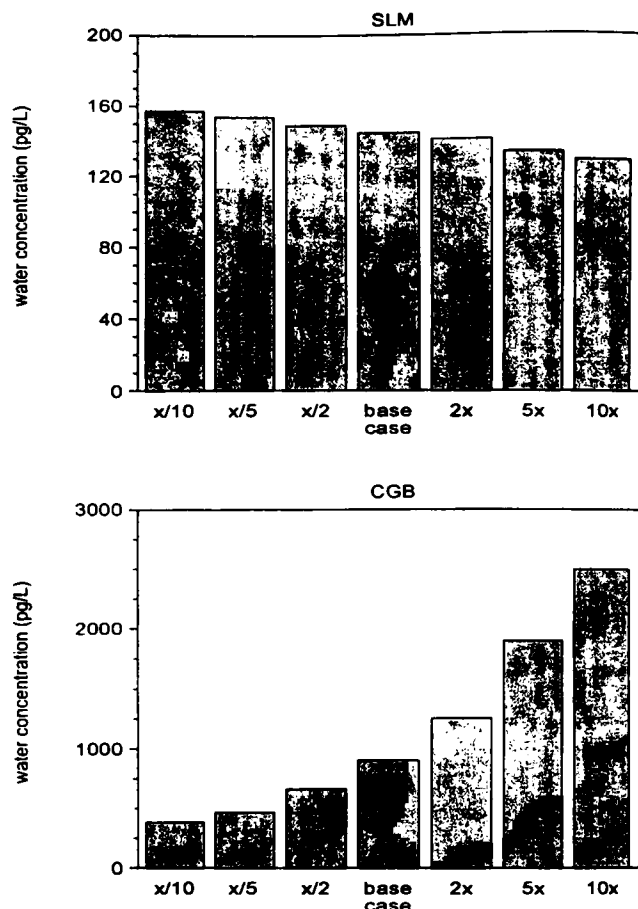 SLM
water concentration (pg/L)
200
160
120
80
40
0
x/10 x/5 x/2 base case 2x 5x 10x
CGB
water concentration (pg/L)
3000
2000
1000
0
x/10 x/5 x/2 base case 2x 5x 10x